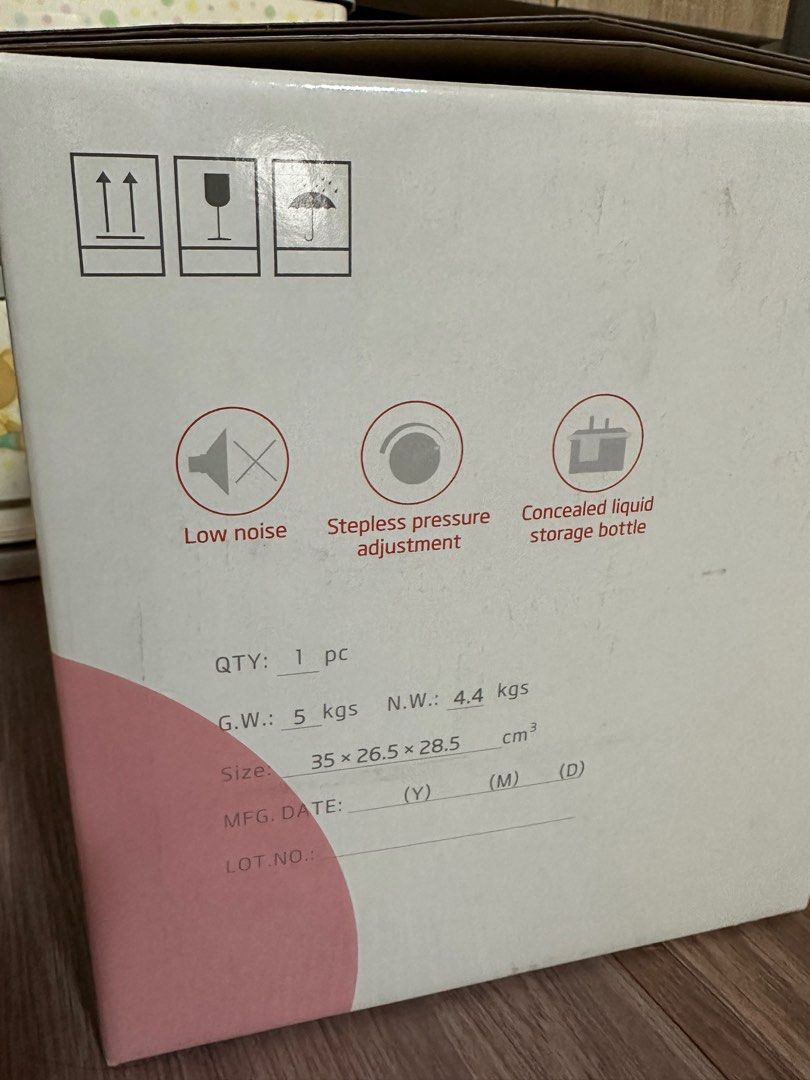 Low noise
Stepless pressure
adjustment
Concealed liquid
storage bottle
QTY: 1 pc
G.W.: 5 kgs N.W.: 4.4 kgs
Size: 35 × 26.5 × 28.5 cm³
MFG. DATE: (Y) (M) (D)
LOT.NO.: